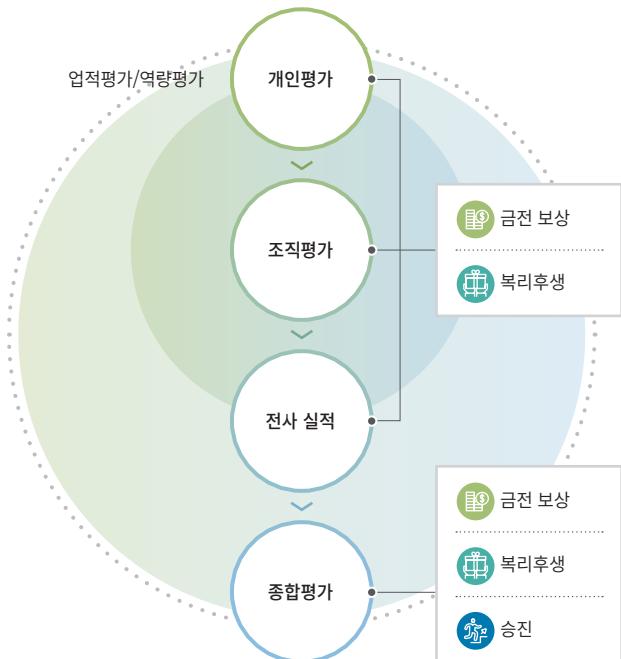 업적평가/역량평가
개인평가
조직평가
금전 보상
복리후생
전사 실적
종합평가
금전 보상
복리후생
승진